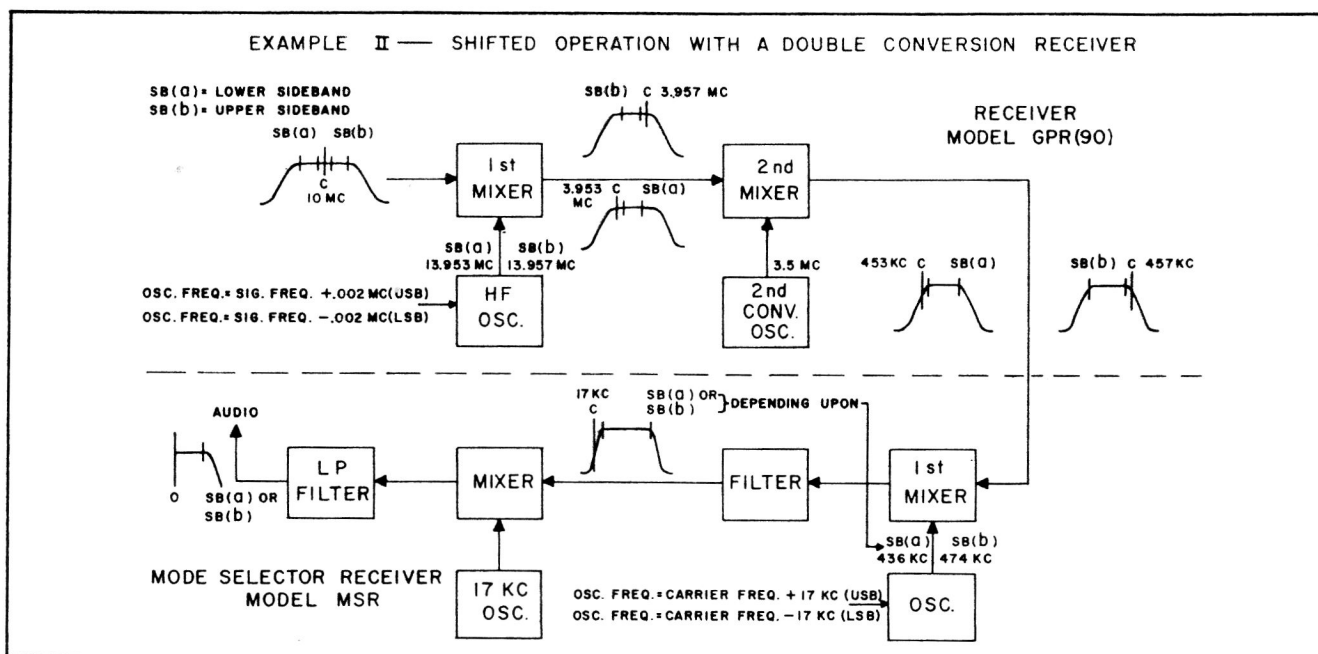 EXAMPLE II — SHIFTED OPERATION WITH A DOUBLE CONVERSION RECEIVER
SB(a)= LOWER SIDEBAND
SB(b)= UPPER SIDEBAND
SB(a) SB(b)
C
10 MC
1st
MIXER
SB(b) C 3.957 MC
3.953 C SB(a)
MC
2nd
MIXER
RECEIVER
MODEL GPR(90)
SB(a) SB(b)
13.953 MC 13.957 MC
HF
OSC.
OSC. FREQ.= SIG. FREQ. +.002 MC(USB)
OSC. FREQ.= SIG. FREQ. -.002 MC(LSB)
3.5 MC
2nd
CONV.
OSC.
453 KC C SB(a)
SB(b) C 457 KC
AUDIO
O
SB(a) OR
SB(b)
LP
FILTER
MIXER
17 KC
C
SB(a) OR
SB(b)
DEPENDING UPON
FILTER
1st
MIXER
SB(a) SB(b)
436 KC 474 KC
MODE SELECTOR RECEIVER
MODEL MSR
17 KC
OSC.
OSC. FREQ.= CARRIER FREQ. + 17 KC (USB)
OSC. FREQ.= CARRIER FREQ. - 17 KC (LSB)
OSC.